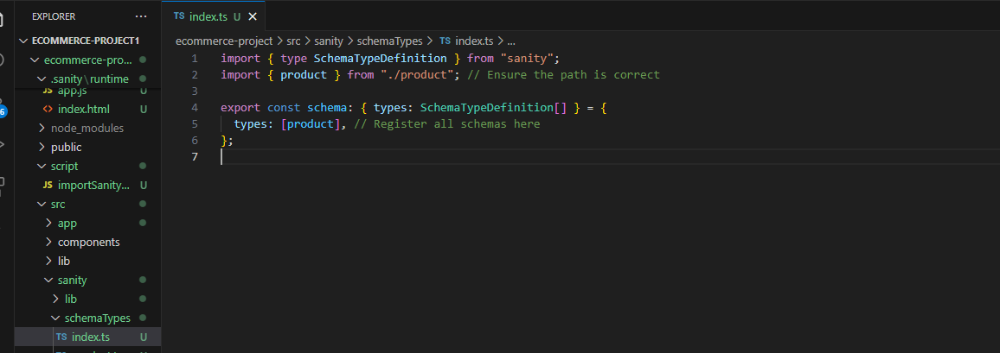 EXPLORER ...
ECOMMERCE-PROJECT1
ecommerce-pro...
.sanity\runtime
JS app.js U
<> index.html U
node_modules
public
script
JS importSanity... U
src
app
components
lib
sanity
lib
schemaTypes
TS index.ts U
TS index.ts U
ecommerce-project > src > sanity > schemaTypes > TS index.ts > ...
1 import { type SchemaTypeDefinition } from "sanity";
2 import { product } from "./product"; // Ensure the path is correct
3
4 export const schema: { types: SchemaTypeDefinition[] } = {
5   types: [product], // Register all schemas here
6 };
7